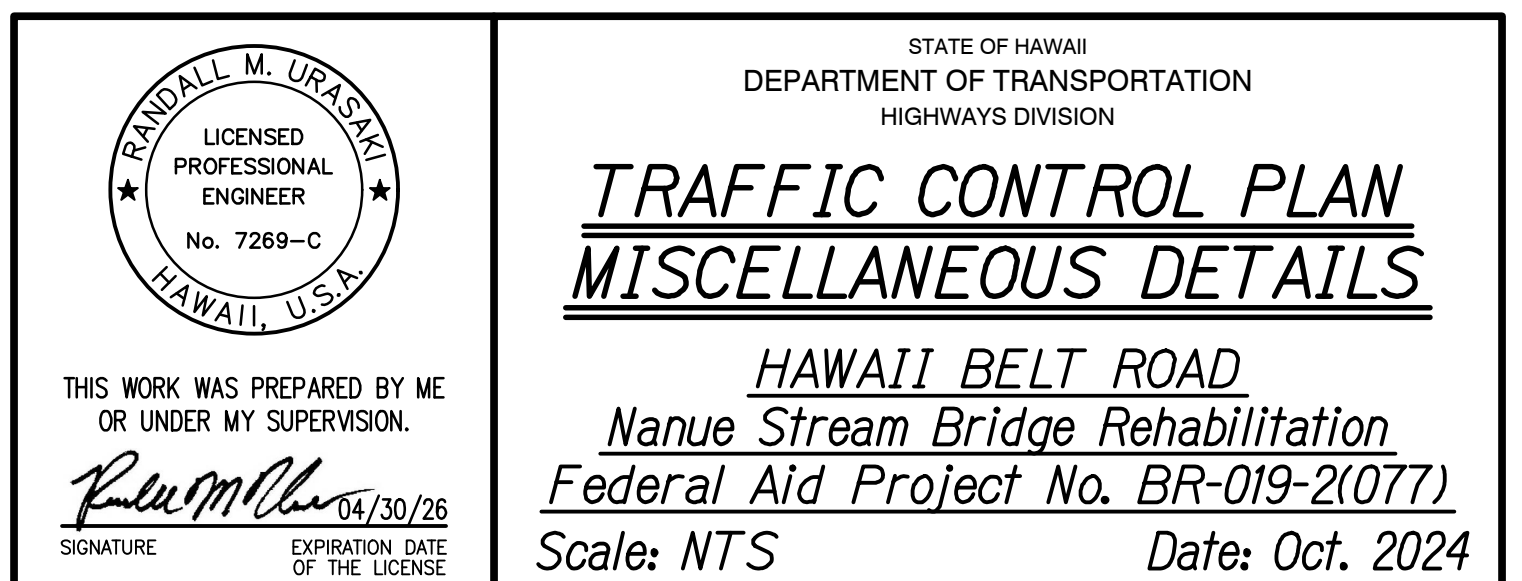 RANDALL M. URASAKI
LICENSED
PROFESSIONAL
ENGINEER
No. 7269-C
HAWAII, U.S.A.
THIS WORK WAS PREPARED BY ME
OR UNDER MY SUPERVISION.
04/30/26
SIGNATURE
EXPIRATION DATE
OF THE LICENSE
STATE OF HAWAII
DEPARTMENT OF TRANSPORTATION
HIGHWAYS DIVISION
TRAFFIC CONTROL PLAN
MISCELLANEOUS DETAILS
HAWAII BELT ROAD
Nanue Stream Bridge Rehabilitation
Federal Aid Project No. BR-019-2(077)
Scale: NTS Date: Oct. 2024